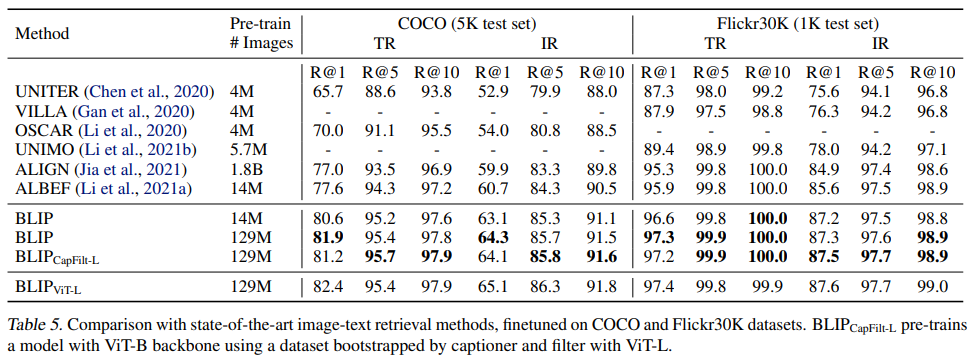 Method Pre-train # Images COCO (5K test set) Flickr30K (1K test set)
TR IR TR IR
R@1 R@5 R@10 R@1 R@5 R@10 R@1 R@5 R@10 R@1 R@5 R@10
UNITER (Chen et al., 2020) 4M 65.7 88.6 93.8 52.9 79.9 88.0 87.3 98.0 99.2 75.6 94.1 96.8
VILLA (Gan et al., 2020) 4M - - - - - - 87.9 97.5 98.8 76.3 94.2 96.8
OSCAR (Li et al., 2020) 4M 70.0 91.1 95.5 54.0 80.8 88.5 - - - - - -
UNIMO (Li et al., 2021b) 5.7M - - - - - - 89.4 98.9 99.8 78.0 94.2 97.1
ALIGN (Jia et al., 2021) 1.8B 77.0 93.5 96.9 59.9 83.3 89.8 95.3 99.8 100.0 84.9 97.4 98.6
ALBEF (Li et al., 2021a) 14M 77.6 94.3 97.2 60.7 84.3 90.5 95.9 99.8 100.0 85.6 97.5 98.9
BLIP 14M 80.6 95.2 97.6 63.1 85.3 91.1 96.6 99.8 100.0 87.2 97.5 98.8
BLIP 129M 81.9 95.4 97.8 64.3 85.7 91.5 97.3 99.9 100.0 87.3 97.6 98.9
BLIP CapFilt-L 129M 81.2 95.7 97.9 64.1 85.8 91.6 97.2 99.9 100.0 87.5 97.7 98.9
BLIP ViT-L 129M 82.4 95.4 97.9 65.1 86.3 91.8 97.4 99.8 99.9 87.6 97.7 99.0
Table 5. Comparison with state-of-the-art image-text retrieval methods, finetuned on COCO and Flickr30K datasets. BLIP CapFilt-L pre-trains
a model with ViT-B backbone using a dataset bootstrapped by captioner and filter with ViT-L.